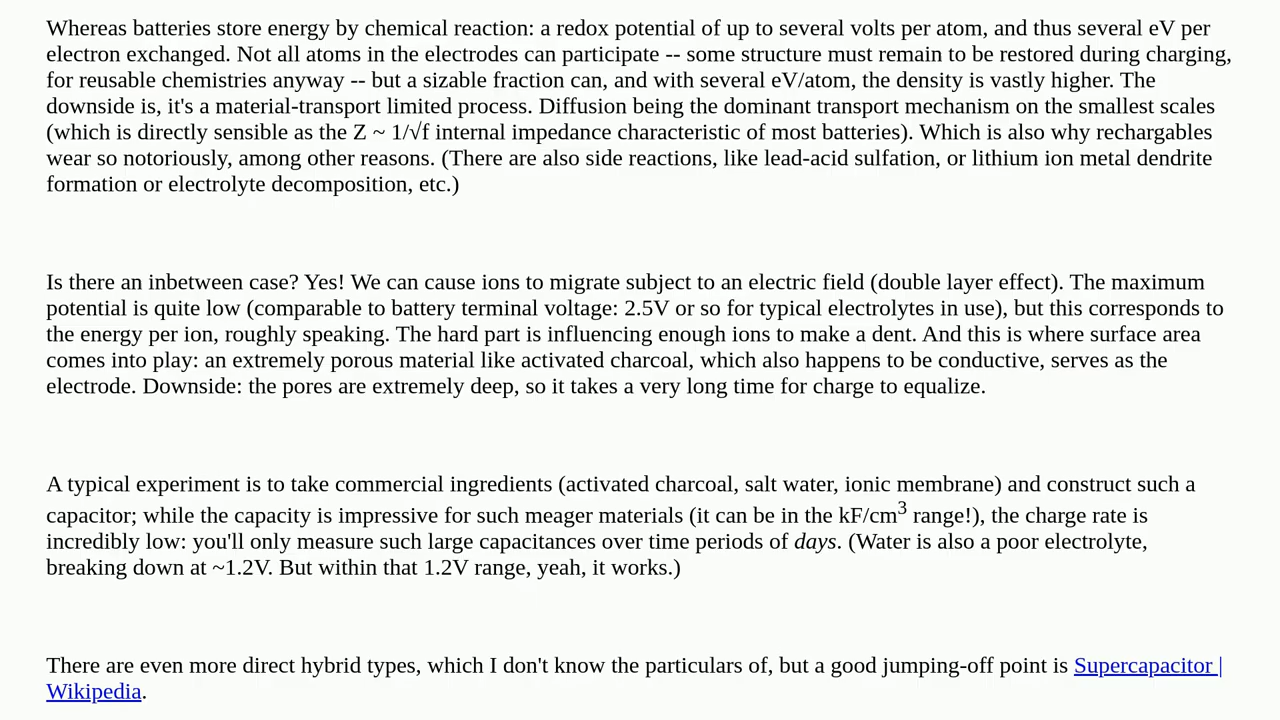 Whereas batteries store energy by chemical reaction: a redox potential of up to several volts per atom, and thus several eV per
electron exchanged. Not all atoms in the electrodes can participate -- some structure must remain to be restored during charging,
for reusable chemistries anyway -- but a sizable fraction can, and with several eV/atom, the density is vastly higher. The
downside is, it's a material-transport limited process. Diffusion being the dominant transport mechanism on the smallest scales
(which is directly sensible as the Z ~ 1/√f internal impedance characteristic of most batteries). Which is also why rechargables
wear so notoriously, among other reasons. (There are also side reactions, like lead-acid sulfation, or lithium ion metal dendrite
formation or electrolyte decomposition, etc.)
Is there an inbetween case? Yes! We can cause ions to migrate subject to an electric field (double layer effect). The maximum
potential is quite low (comparable to battery terminal voltage: 2.5V or so for typical electrolytes in use), but this corresponds to
the energy per ion, roughly speaking. The hard part is influencing enough ions to make a dent. And this is where surface area
comes into play: an extremely porous material like activated charcoal, which also happens to be conductive, serves as the
electrode. Downside: the pores are extremely deep, so it takes a very long time for charge to equalize.
A typical experiment is to take commercial ingredients (activated charcoal, salt water, ionic membrane) and construct such a
capacitor; while the capacity is impressive for such meager materials (it can be in the kF/cm³ range!), the charge rate is
incredibly low: you'll only measure such large capacitances over time periods of days. (Water is also a poor electrolyte,
breaking down at ~1.2V. But within that 1.2V range, yeah, it works.)
There are even more direct hybrid types, which I don't know the particulars of, but a good jumping-off point is Supercapacitor |
Wikipedia.